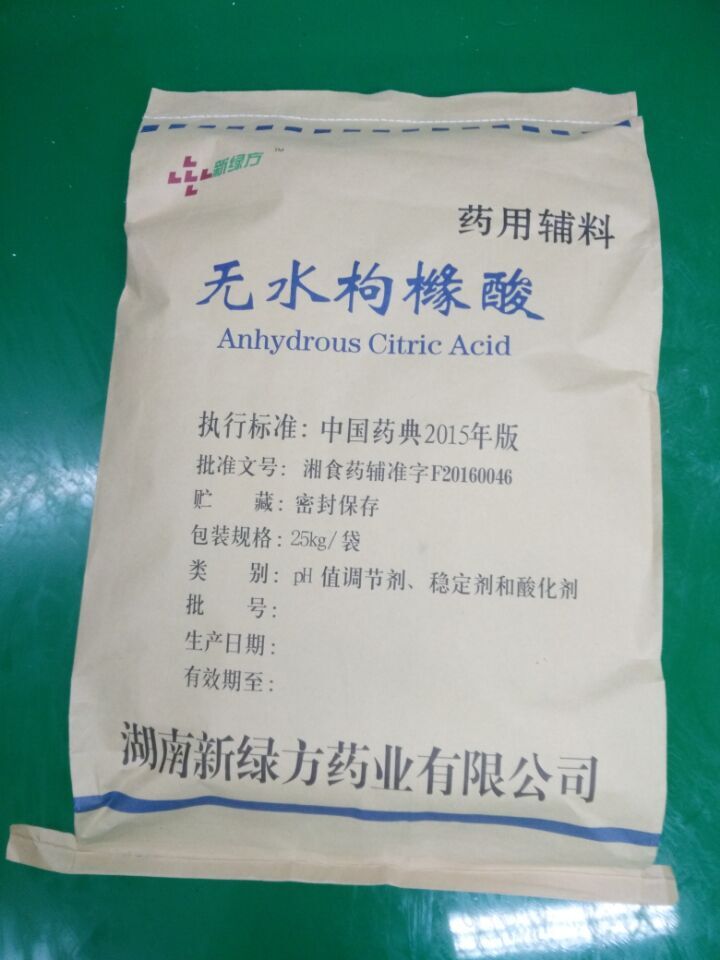 新绿方 TM
药用辅料
无水枸橼酸
Anhydrous Citric Acid
执行标准：中国药典2015年版
批准文号：湘食药辅准字F20160046
贮 藏：密封保存
包装规格：25kg/袋
类 别：pH 值调节剂、稳定剂和酸化剂
批 号：
生产日期：
有效期至：
湖南新绿方药业有限公司